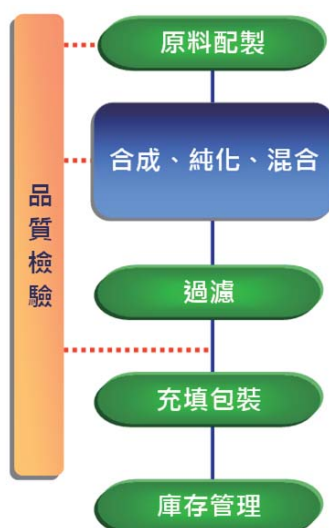 原料配製
合成、純化、混合
品質檢驗
過濾
充填包裝
庫存管理